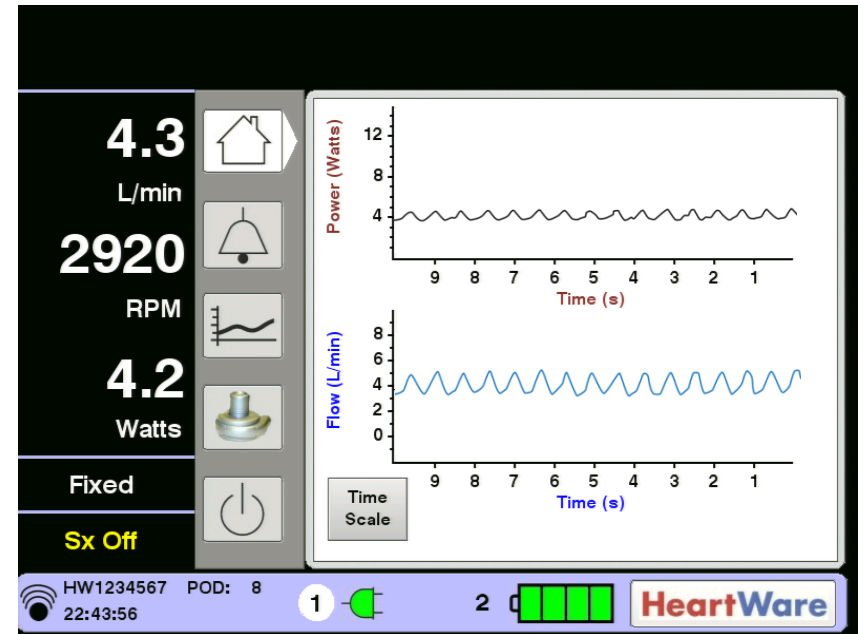 4.3
L/min
2920
RPM
4.2
Watts
Fixed
Sx Off
Power (Watts)
12
8
4
9 8 7 6 5 4 3 2 1
Time (s)
Flow (L/min)
8
6
4
2
0
9 8 7 6 5 4 3 2 1
Time (s)
Time
Scale
HW1234567 POD: 8
22:43:56
1
2
HeartWare